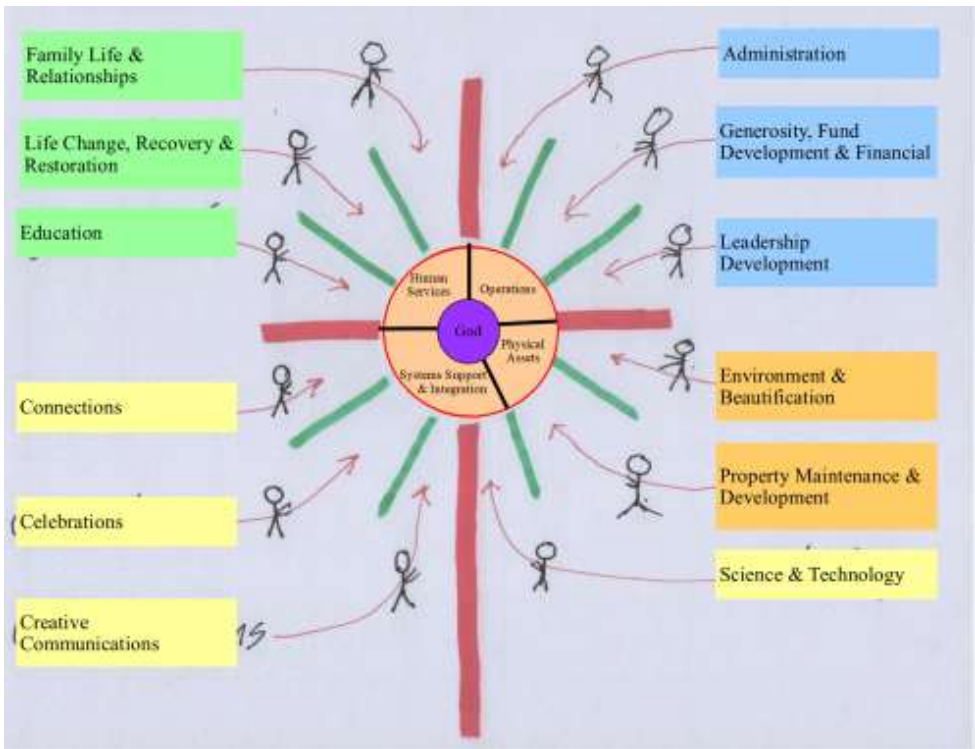 Family Life &
Relationships
Life Change, Recovery &
Restoration
Education
Connections
Celebrations
Creative
Communications
Human
Services
Operations
God
Physical
Assets
Systems Support
& Integration
Administration
Generosity, Fund
Development & Financial
Leadership
Development
Environment &
Beautification
Property Maintenance &
Development
Science & Technology